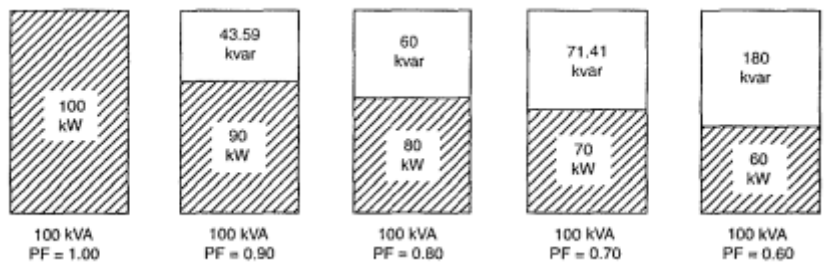 100
kW
100 kVA
PF = 1.00
43.59
kvar
90
kW
100 kVA
PF = 0.90
60
kvar
80
kW
100 kVA
PF = 0.80
71.41
kvar
70
kW
100 kVA
PF = 0.70
180
kvar
60
kW
100 kVA
PF = 0.60